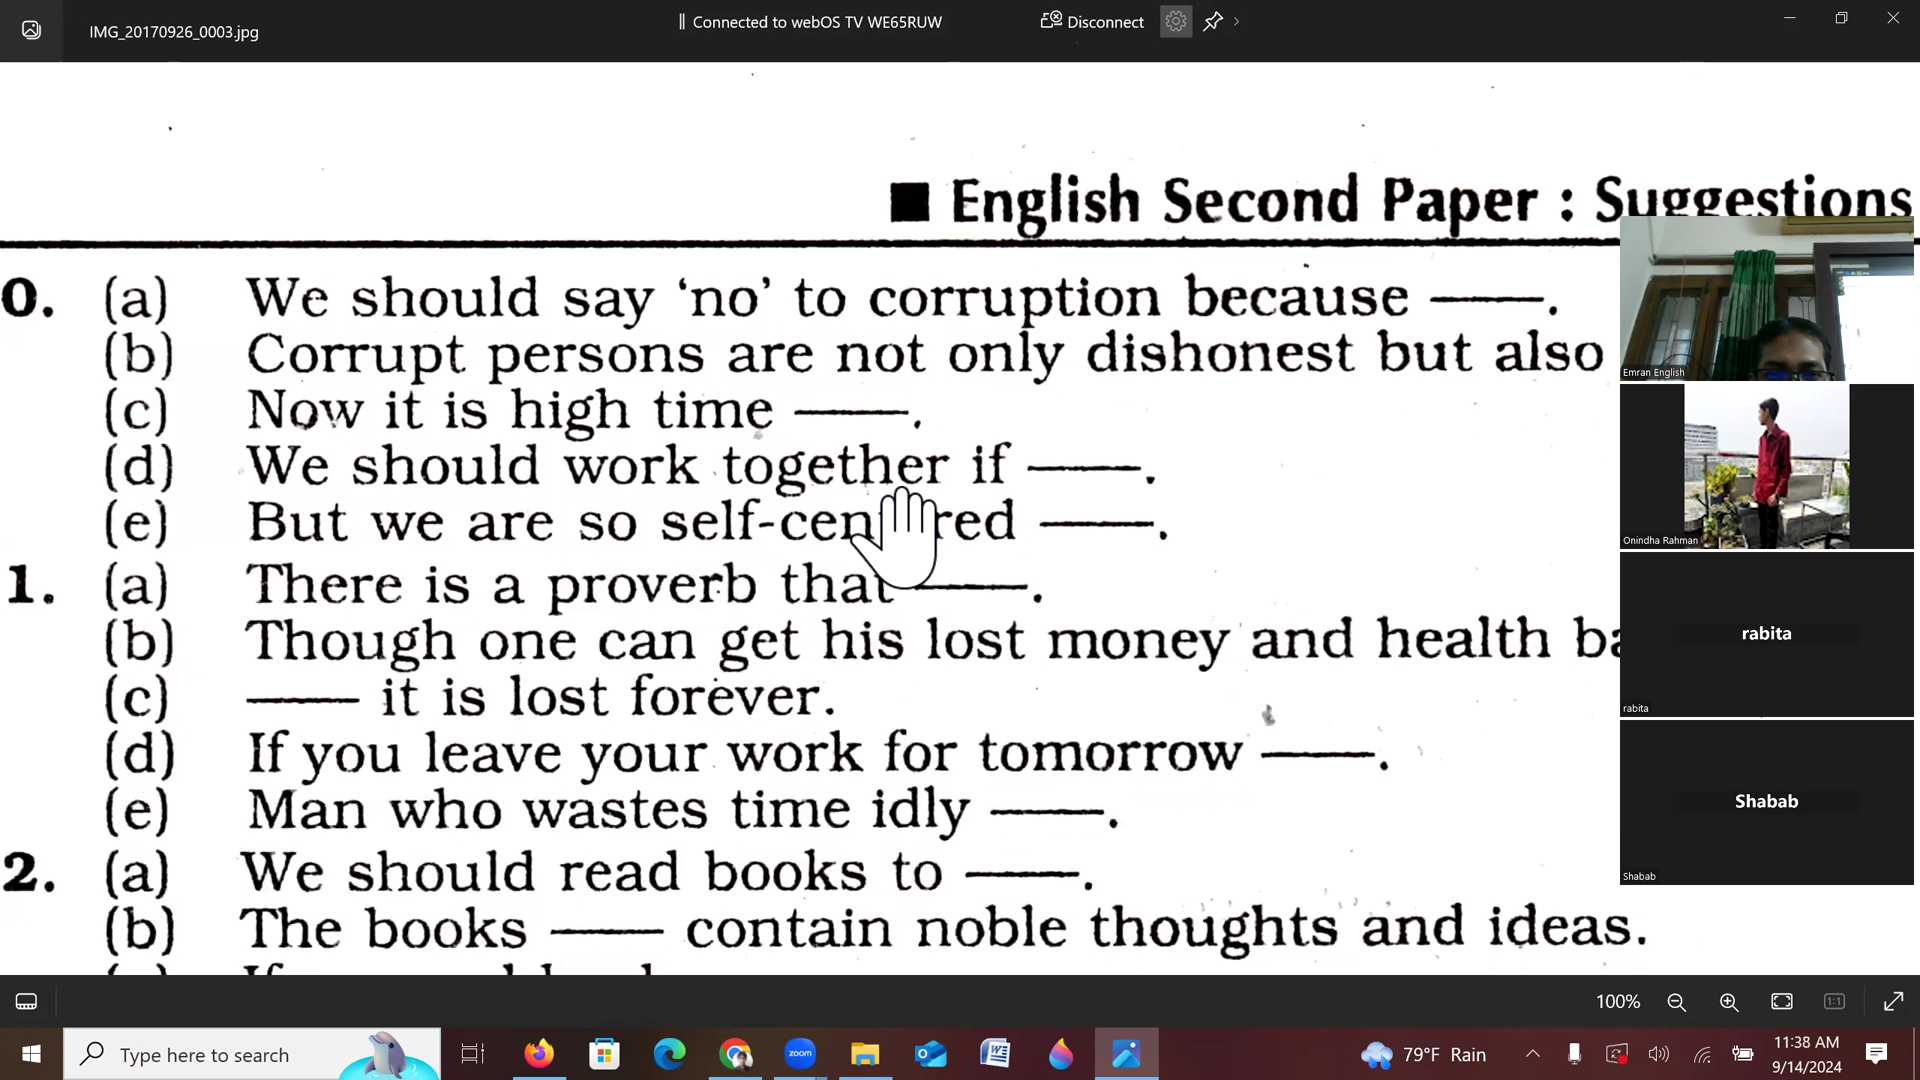 IMG_20170926_0003.jpg
Connected to webOS TV WE65RUW
Disconnect
■ English Second Paper : Suggestions
0. (a) We should say ‘no’ to corruption because ——.
(b) Corrupt persons are not only dishonest but also
(c) Now it is high time ——.
(d) We should work together if ——.
(e) But we are so self-centred ——.
1. (a) There is a proverb that ——.
(b) Though one can get his lost money and health
(c) —— it is lost forever.
(d) If you leave your work for tomorrow ——.
(e) Man who wastes time idly ——.
2. (a) We should read books to ——.
(b) The books —— contain noble thoughts and ideas.
Emran English
Onindha Rahman
rabita
rabita
Shabab
Shabab
100%
1:1
Type here to search
zoom
79°F Rain
11:38 AM
9/14/2024